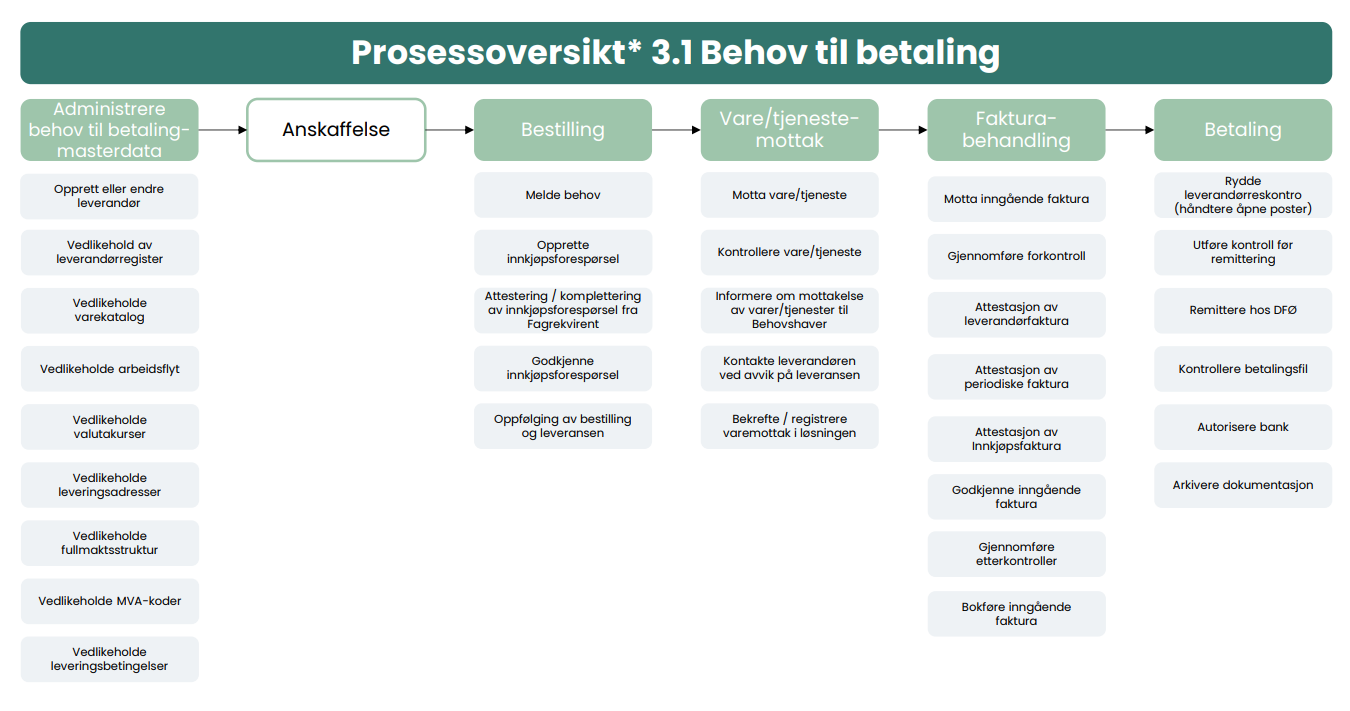 Prosessoversikt* 3.1 Behov til betaling
Administrere
behov til betaling-
masterdata
Opprett eller endre
leverandør
Vedlikehold av
leverandørregister
Vedlikeholde
varekatalog
Vedlikeholde arbeidsflyt
Vedlikeholde
valutakurser
Vedlikeholde
leveringsadresser
Vedlikeholde
fullmaktsstruktur
Vedlikeholde MVA-koder
Vedlikeholde
leveringsbetingelser
Anskaffelse
Bestilling
Melde behov
Opprette
innkjøpsforespørsel
Attestering / komplettering
av innkjøpsforespørsel fra
Fagrekvirent
Godkjenne
innkjøpsforespørsel
Oppfølging av bestilling
og leveransen
Vare/tjeneste-
mottak
Motta vare/tjeneste
Kontrollere vare/tjeneste
Informere om mottakelse
av varer/tjenester til
Behovshaver
Kontakte leverandøren
ved avvik på leveransen
Bekrefte / registrere
varemottak i løsningen
Faktura-
behandling
Motta inngående faktura
Gjennomføre forkontroll
Attestasjon av
leverandørfaktura
Attestasjon av
periodiske faktura
Attestasjon av
Innkjøpsfaktura
Godkjenne inngående
faktura
Gjennomføre
etterkontroller
Bokføre inngående
faktura
Betaling
Rydde
leverandørreskontro
(håndtere åpne poster)
Utføre kontroll før
remittering
Remittere hos DFØ
Kontrollere betalingsfil
Autorisere bank
Arkivere dokumentasjon